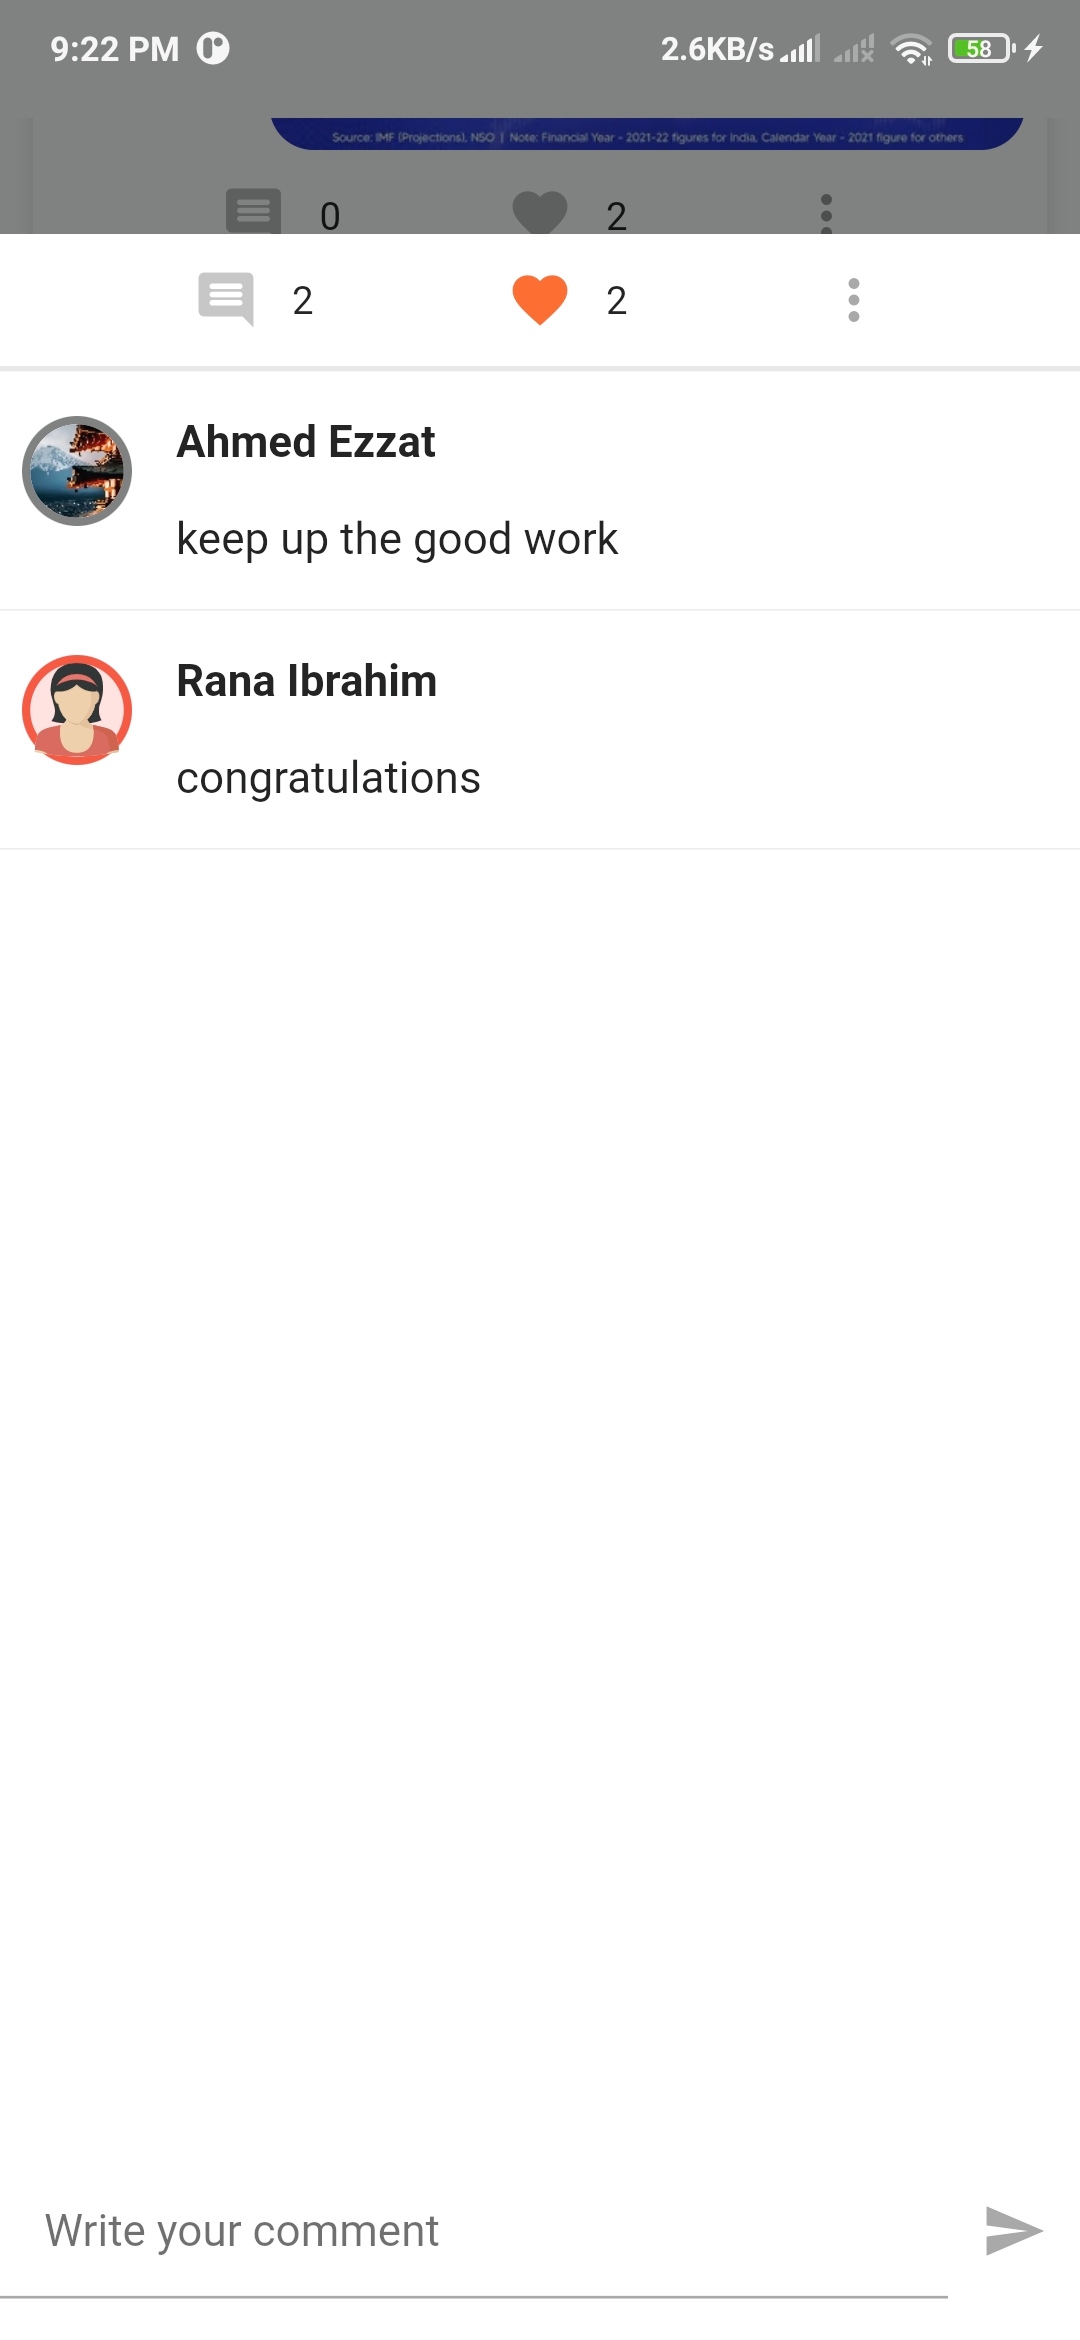 9:22 PM 2.6KB/s 58
Source: IMF (Projections), NSO | Note: Financial Year - 2021-22 figures for India, Calendar Year - 2021 figure for others
0 2
2 2
Ahmed Ezzat
keep up the good work
Rana Ibrahim
congratulations
Write your comment